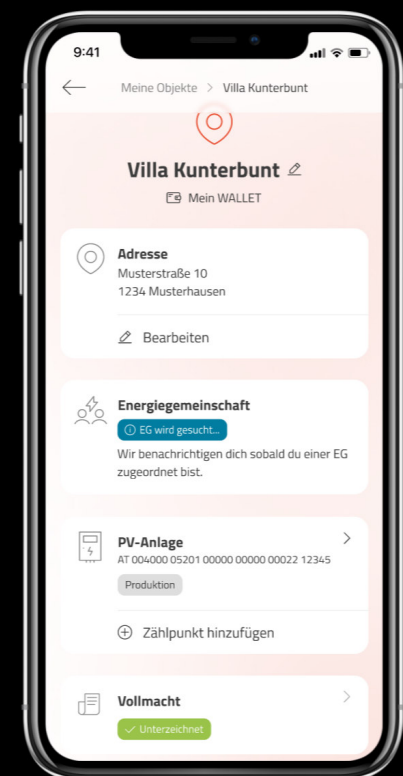 9:41
Meine Objekte > Villa Kunterbunt
Villa Kunterbunt
Mein WALLET
Adresse
Musterstraße 10
1234 Musterhausen
Bearbeiten
Energiegemeinschaft
EG wird gesucht...
Wir benachrichtigen dich sobald du einer EG
zugeordnet bist.
PV-Anlage
AT 004000 05201 00000 00000 00022 12345
Produktion
Zählpunkt hinzufügen
Vollmacht
Unterzeichnet